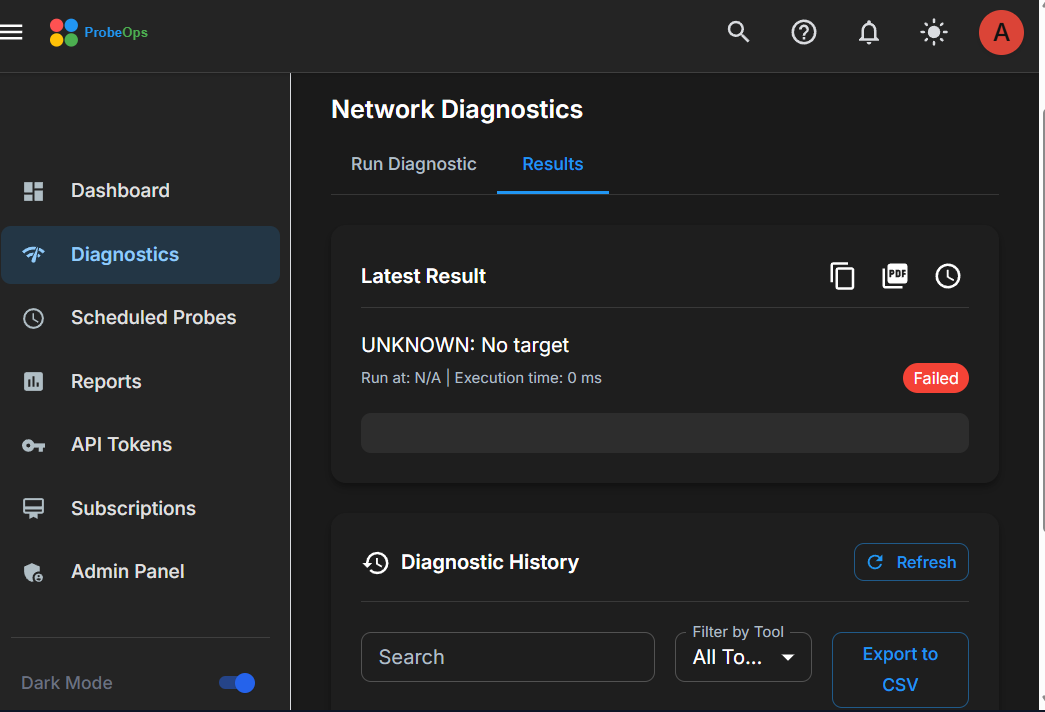 ProbeOps
A
Network Diagnostics
Run Diagnostic
Results
Dashboard
Diagnostics
Scheduled Probes
Reports
API Tokens
Subscriptions
Admin Panel
Dark Mode
Latest Result
PDF
UNKNOWN: No target
Run at: N/A | Execution time: 0 ms
Failed
Diagnostic History
Refresh
Search
Filter by Tool
All To...
Export to
CSV